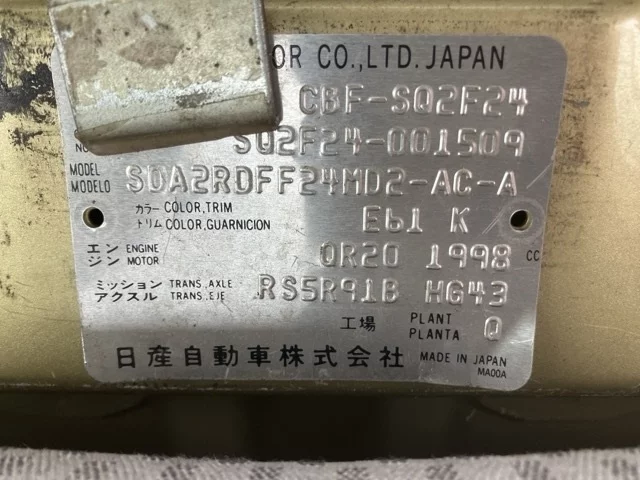 OR CO.,LTD.JAPAN
CBF-SQ2F24
SQ2F24-001509
MODEL
MODELO SDA2RDFF24MD2-AC-A
カラー COLOR,TRIM
トリム COLOR,GUARNICION Eb1 K
エン ENGINE
ジン MOTOR QR20 1998 CC
ミッション TRANS,AXLE
アクスル TRANS,EJE RS5R91B HG43
工場 PLANT
PLANTA Q
日産自動車株式会社 MADE IN JAPAN
MA00A